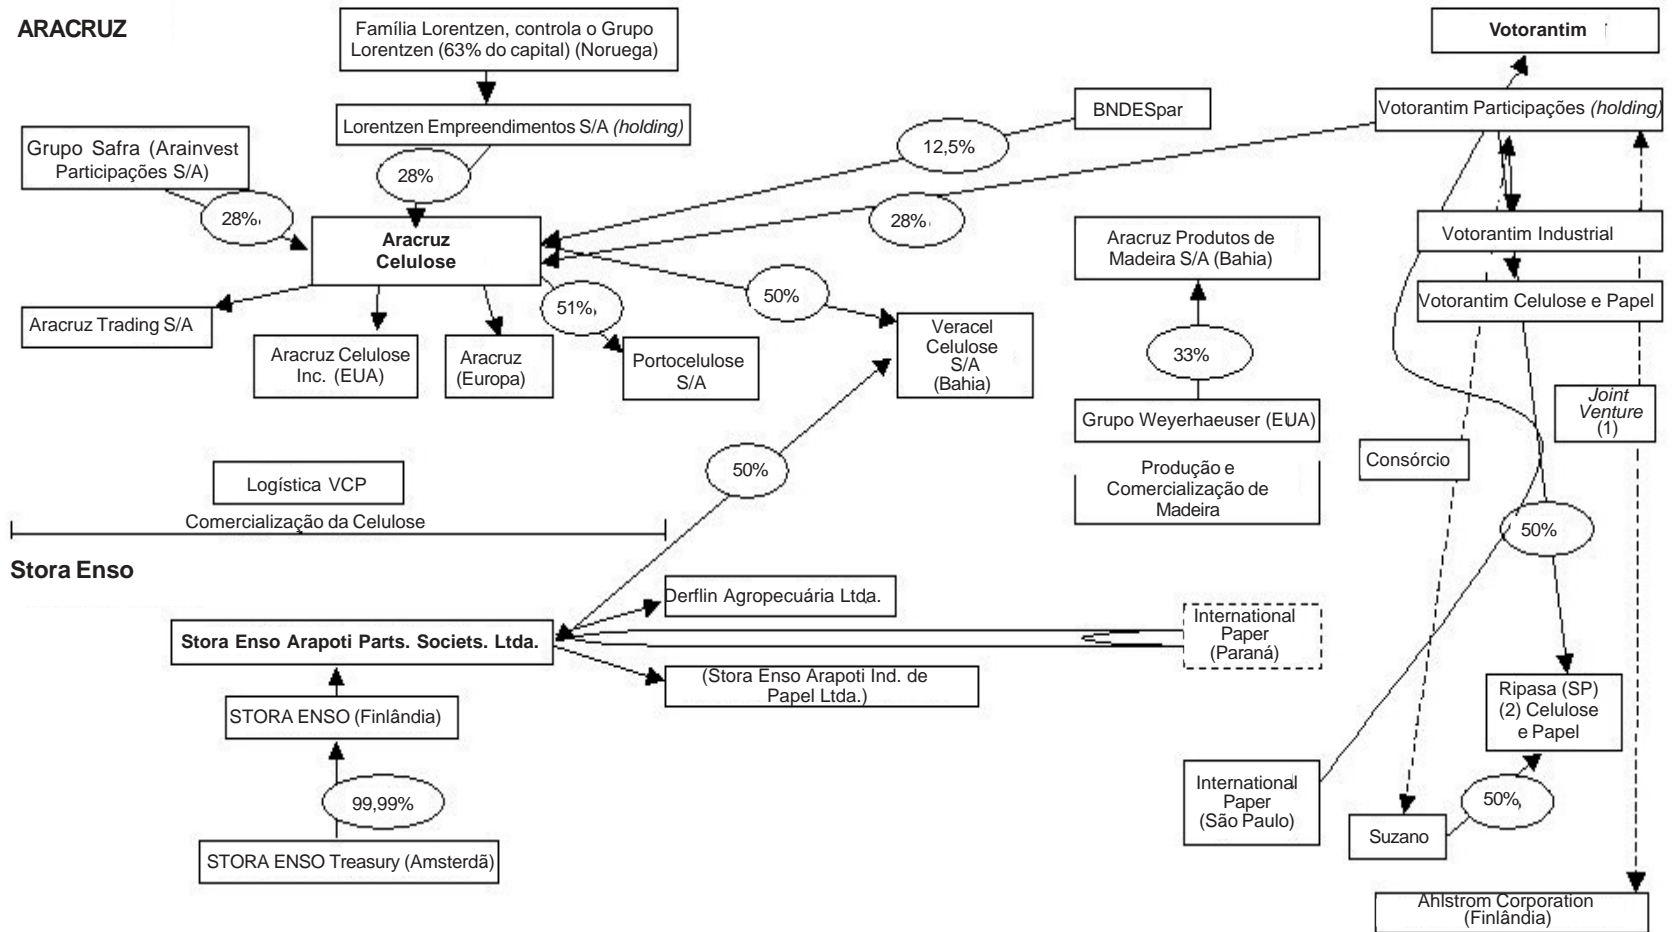 ARACRUZ
Família Lorentzen, controla o Grupo
Lorentzen (63% do capital) (Noruega)
Votorantim
Lorentzen Empreendimentos S/A (holding)
BNDESpar
Votorantim Participações (holding)
Grupo Safra (Arainvest
Participações S/A)
28%
12,5%
28%
28%
Aracruz
Celulose
Aracruz Produtos de
Madeira S/A (Bahia)
Votorantim Industrial
50%
51%
Votorantim Celulose e Papel
Aracruz Trading S/A
Aracruz Celulose
Inc. (EUA)
Aracruz
(Europa)
Portocelulose
S/A
Veracel
Celulose
S/A
(Bahia)
33%
Grupo Weyerhaeuser (EUA)
Joint
Venture
(1)
Consórcio
50%
Produção e
Comercialização de
Madeira
Logística VCP
Comercialização da Celulose
50%
Stora Enso
Derflin Agropecuária Ltda.
International
Paper
(Paraná)
Stora Enso Arapoti Parts. Societs. Ltda.
(Stora Enso Arapoti Ind. de
Papel Ltda.)
STORA ENSO (Finlândia)
Ripasa (SP)
(2) Celulose
e Papel
99,99%
International
Paper
(São Paulo)
50%
Suzano
STORA ENSO Treasury (Amsterdã)
Ahlstrom Corporation
(Finlândia)